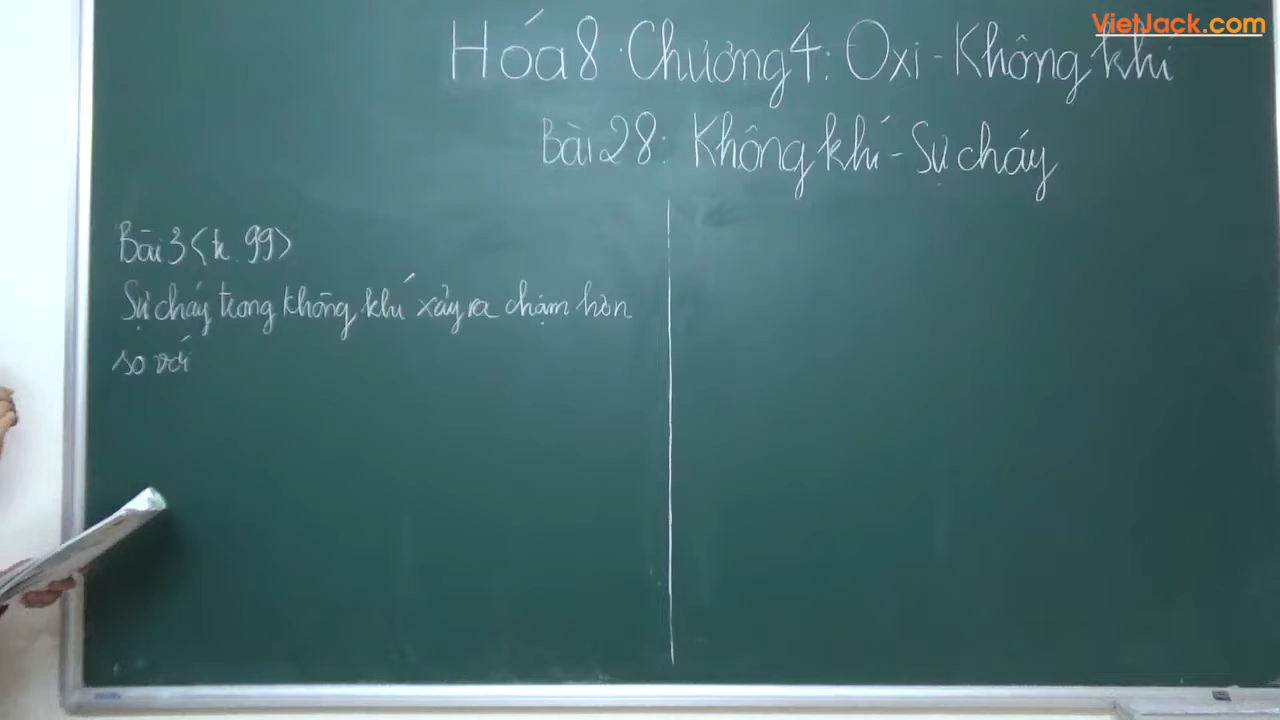 VietJack.com
Hóa 8. Chương 4: Oxi - Không khí
Bài 28: Không khí - Sự cháy
Bài 3 <tr. 99>
Sự cháy trong không khí xảy ra chậm hơn
so với